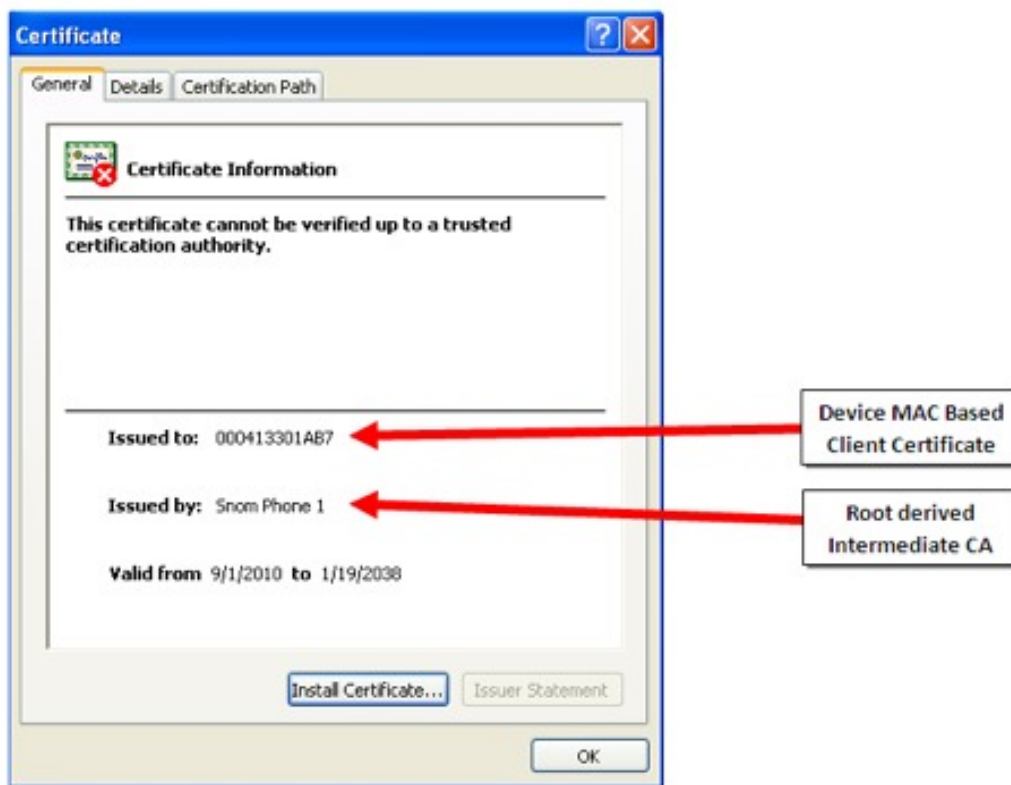 Certificate
General Details Certification Path
Certificate Information
This certificate cannot be verified up to a trusted
certification authority.
Issued to: 000413301AB7
Issued by: Snom Phone 1
Valid from 9/1/2010 to 1/19/2038
Install Certificate... Issuer Statement
OK
Device MAC Based
Client Certificate
Root derived
Intermediate CA